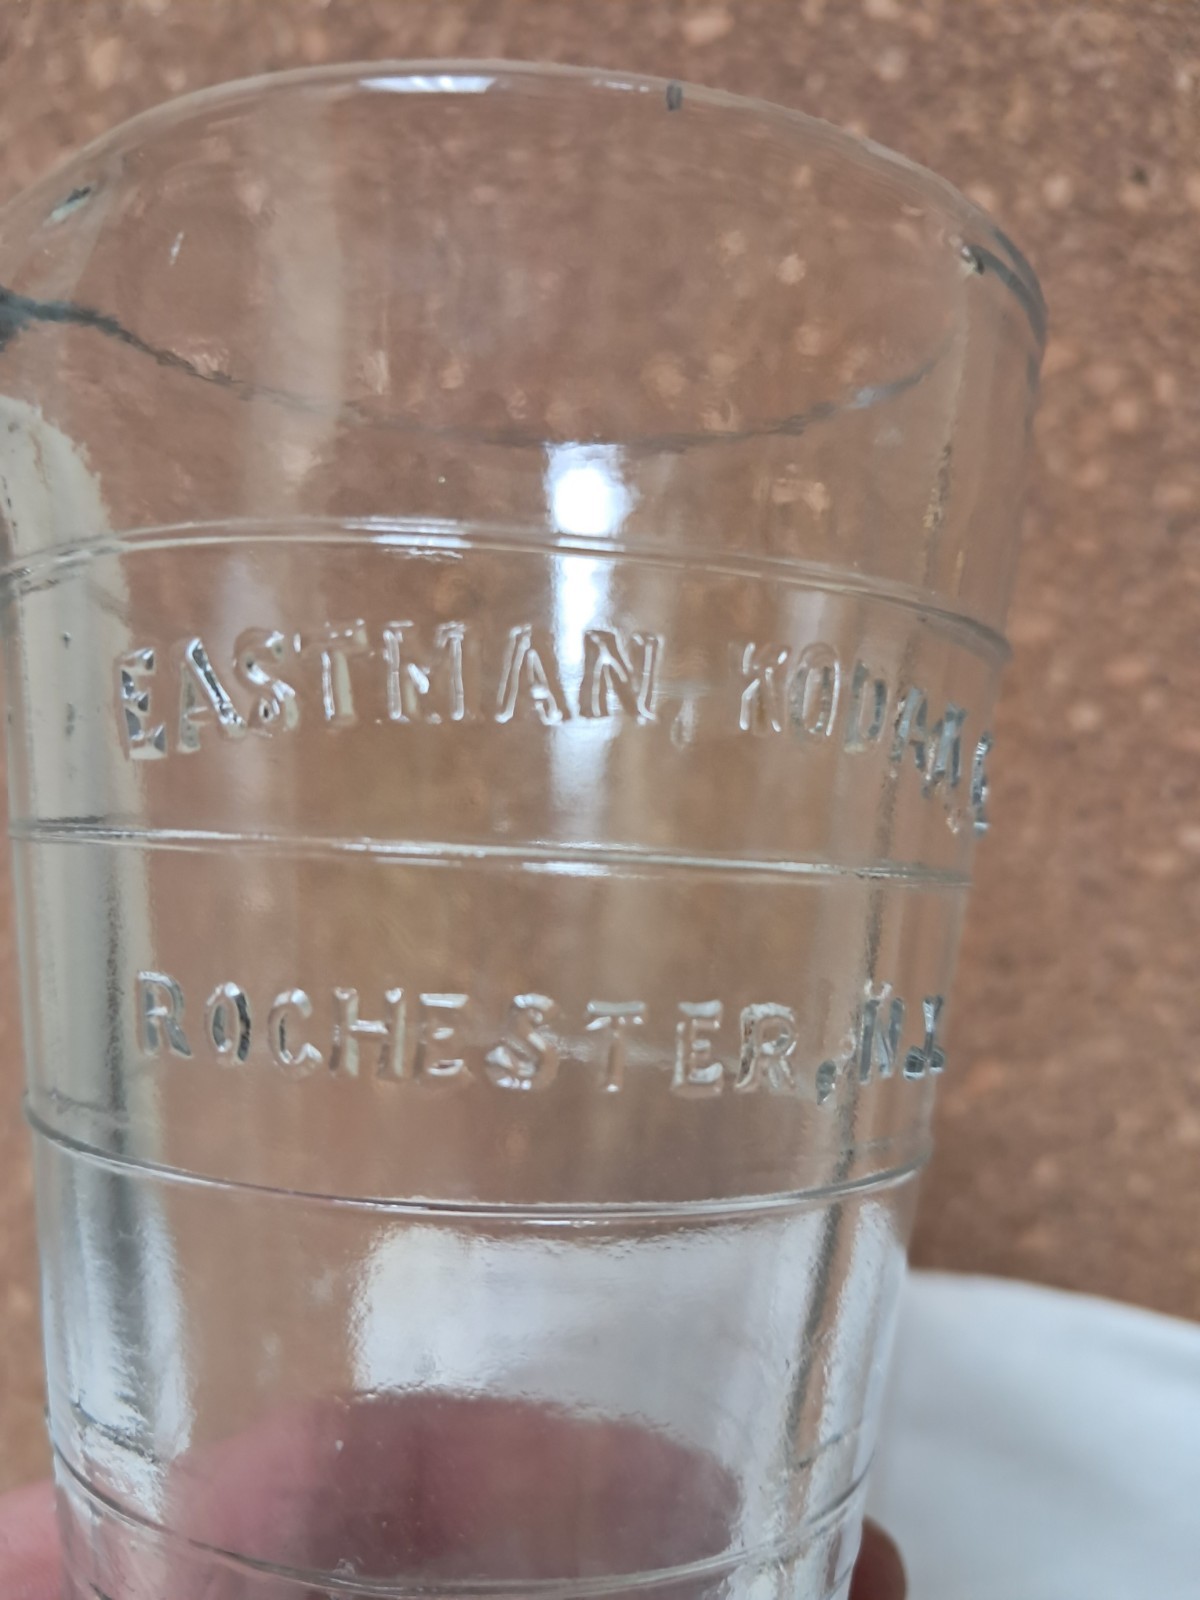 EASTMAN, KODAK
ROCHESTER, N.Y.